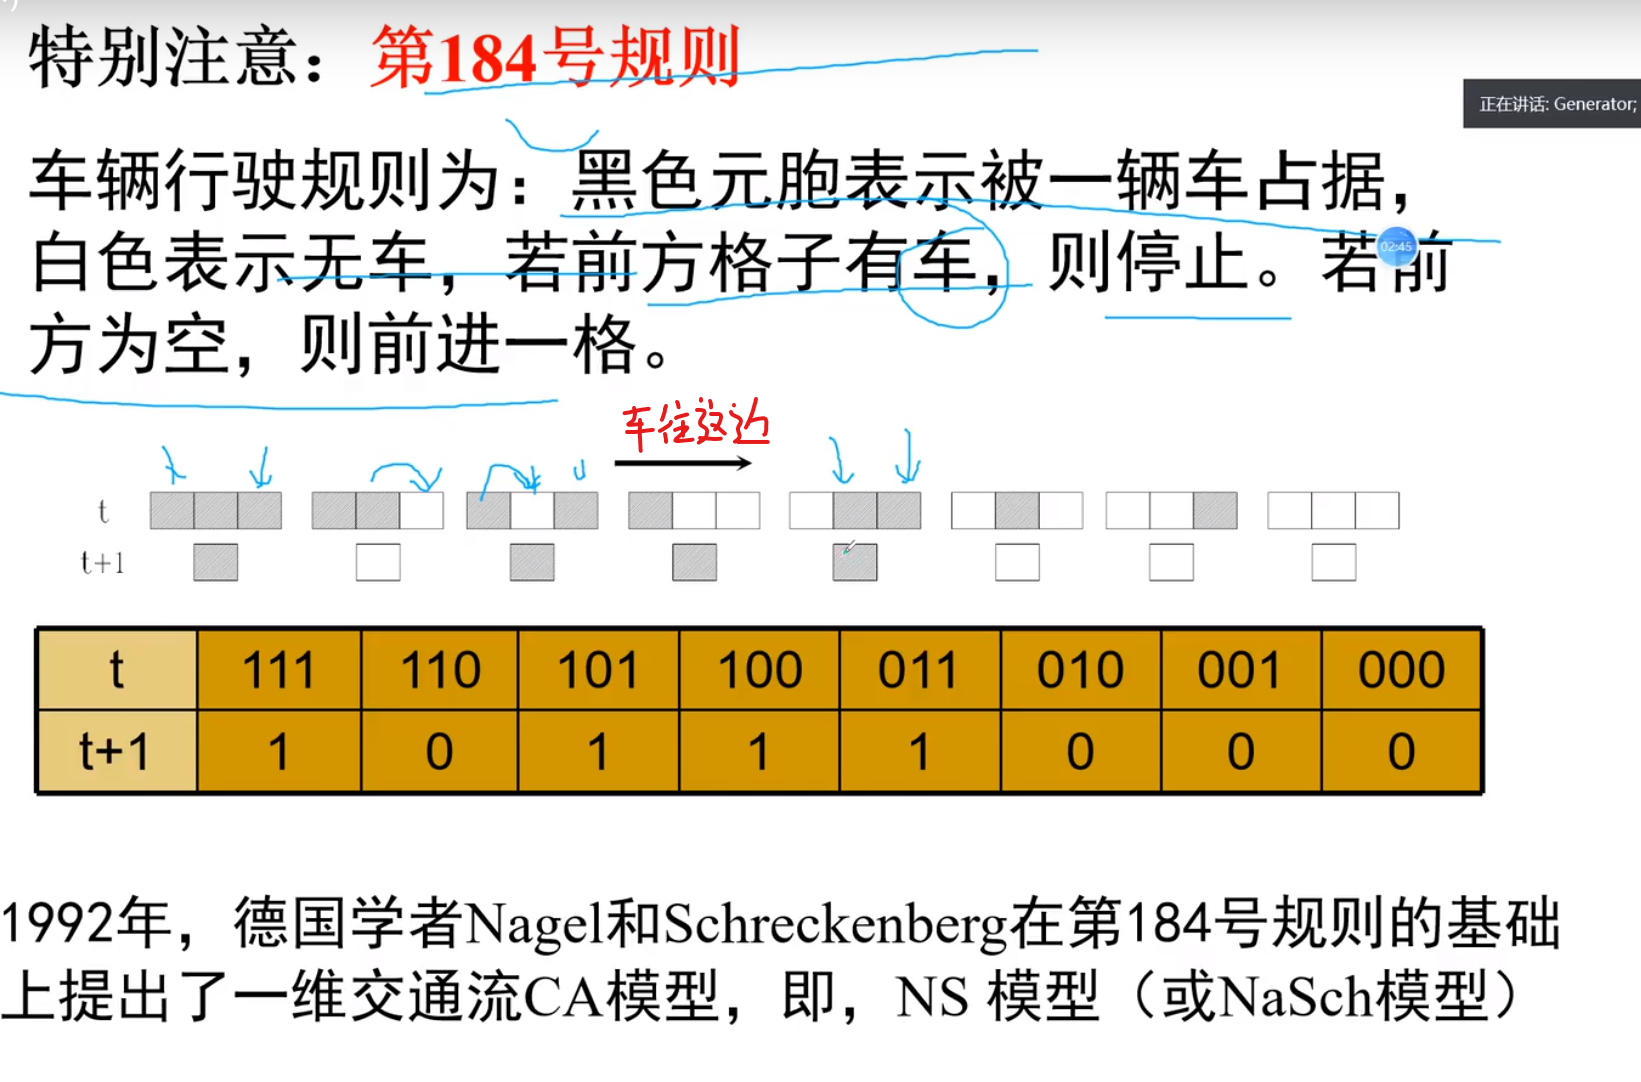 特别注意：第184号规则
正在讲话: Generator;
车辆行驶规则为：黑色元胞表示被一辆车占据，
白色表示无车，若前方格子有车，则停止。若前
02:45
方为空，则前进一格。
车往这边
t
t+1
t 111 110 101 100 011 010 001 000
t+1 1 0 1 1 1 0 0 0
1992年，德国学者Nagel和Schreckenberg在第184号规则的基础
上提出了一维交通流CA模型，即，NS 模型（或NaSch模型）